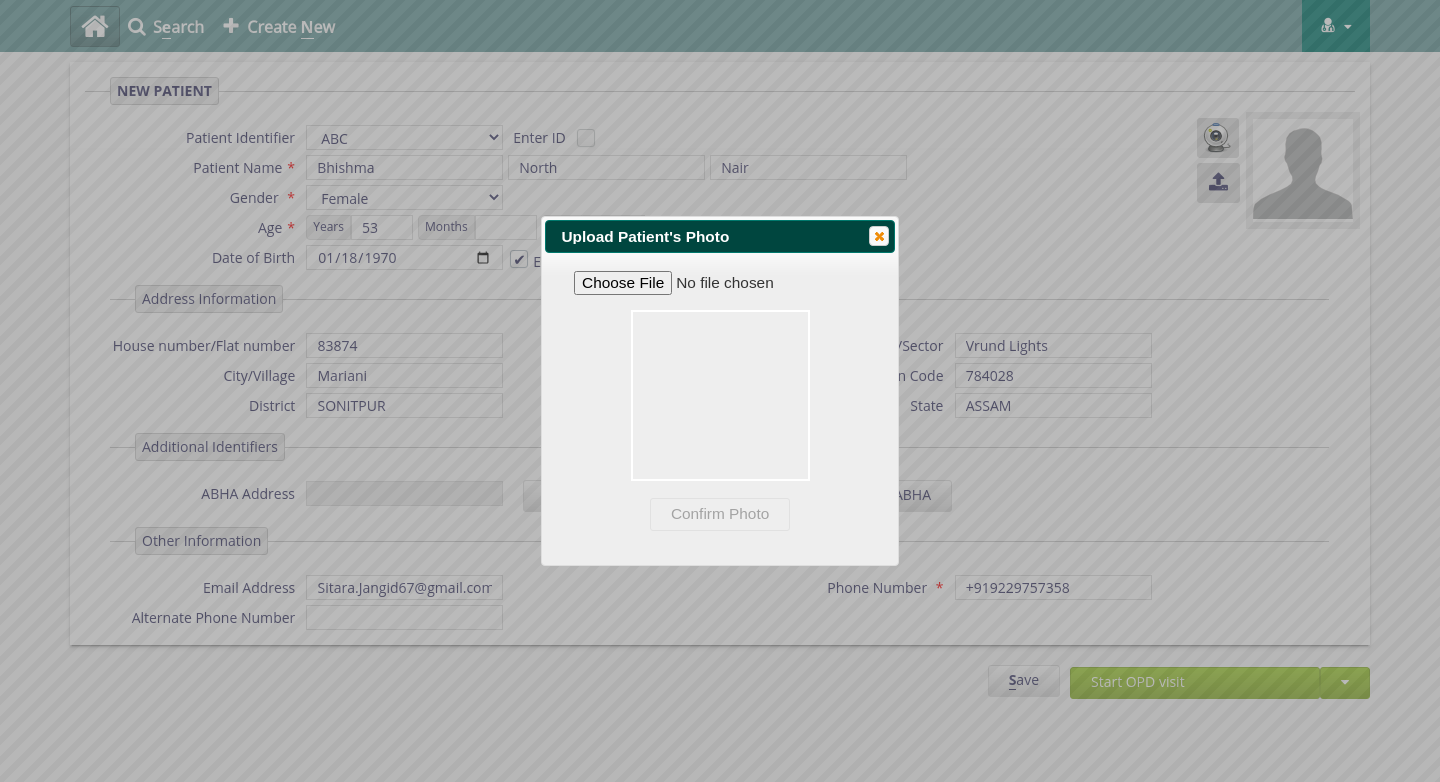 Search Create New
NEW PATIENT
Patient Identifier ABC Enter ID
Patient Name * Bhishma North Nair
Gender * Female
Age * Years 53 Months
Date of Birth 01/18/1970
Upload Patient's Photo
Choose File No file chosen
Confirm Photo
Address Information
House number/Flat number 83874 /Sector Vrund Lights
City/Village Mariani Code 784028
District SONITPUR State ASSAM
Additional Identifiers
ABHA Address ABHA
Other Information
Email Address Sitara.Jangid67@gmail.com Phone Number * +919229757358
Alternate Phone Number
Save Start OPD visit